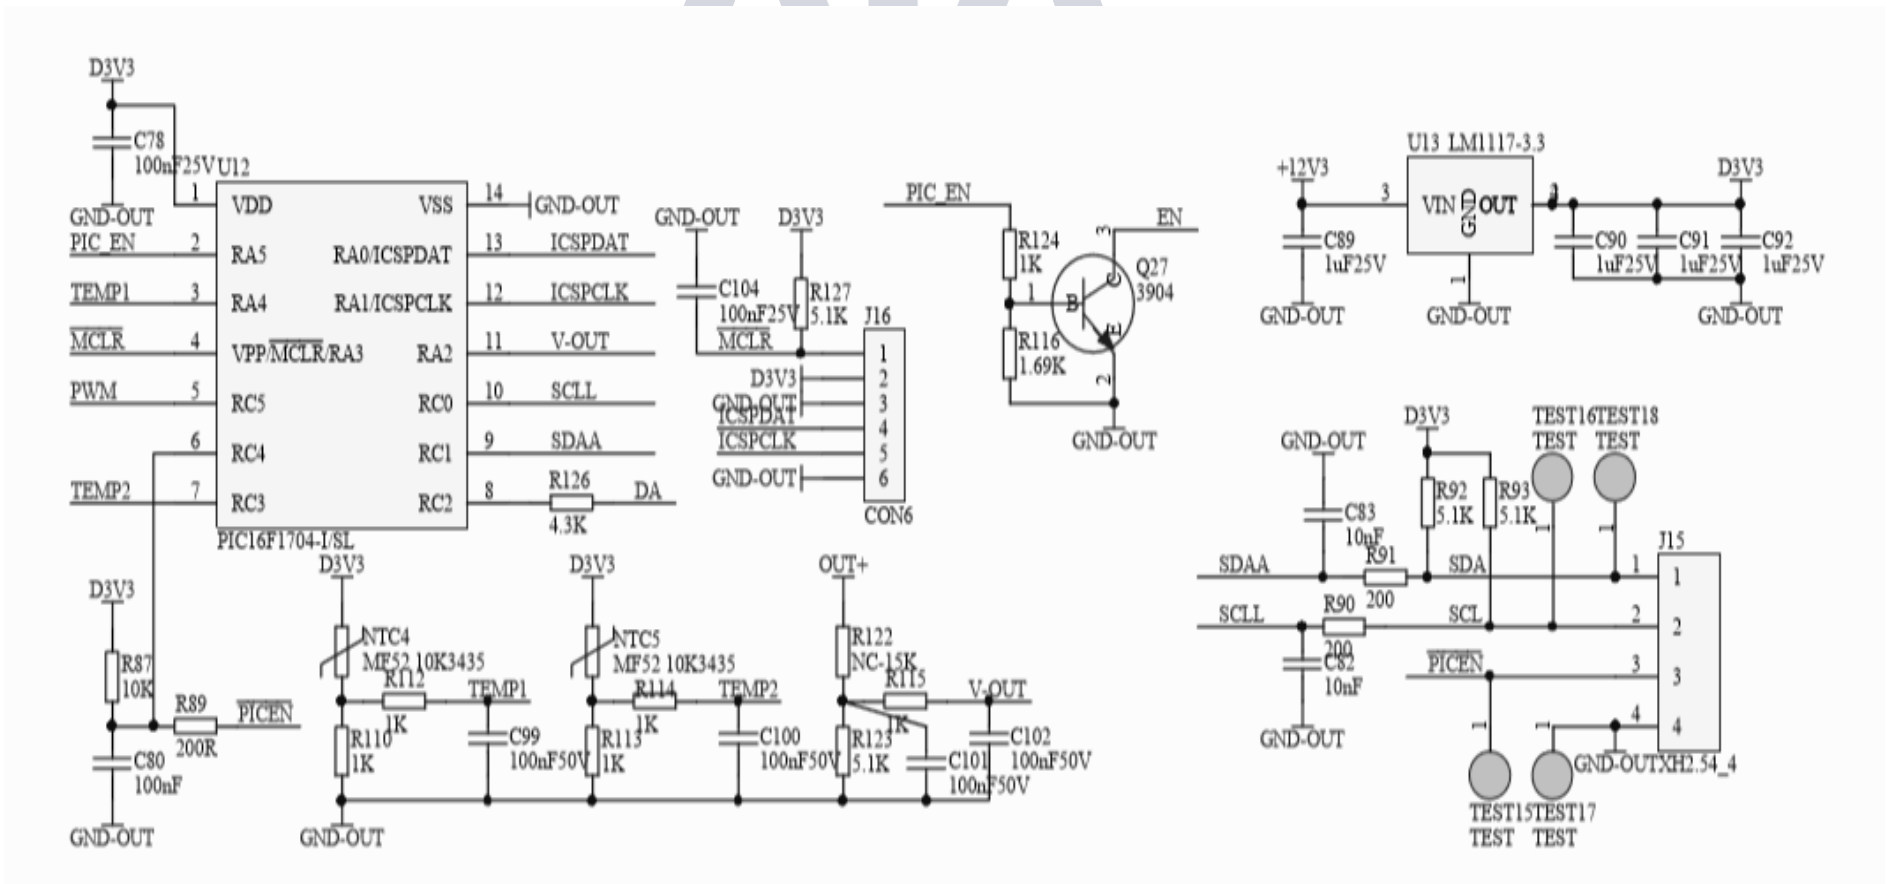 D3V3
C78
100nF25V
U12
GND-OUT
1
VDD
VSS
14
GND-OUT
PIC_EN
2
RA5
RA0/ICSPDAT
13
ICSPDAT
TEMP1
3
RA4
RA1/ICSPCLK
12
ICSPCLK
MCLR
4
VPP/MCLR/RA3
RA2
11
V-OUT
PWM
5
RC5
RC0
10
SCLL
6
RC4
RC1
9
SDAA
TEMP2
7
RC3
RC2
8
R126
4.3K
DA
PIC16F1704-I/SL
GND-OUT
D3V3
C104
100nF25V
R127
5.1K
J16
MCLR
1
D3V3
2
GND-OUT
3
ICSPDAT
4
ICSPCLK
5
GND-OUT
6
CON6
PIC_EN
R124
1K
1
B
C
E
3
EN
Q27
3904
R116
1.69K
2
GND-OUT
U13 LM1117-3.3
+12V3
3
VIN
GND
OUT
D3V3
C89
1uF25V
1
C90
1uF25V
C91
1uF25V
C92
1uF25V
GND-OUT
GND-OUT
GND-OUT
D3V3
R87
10K
R89
200R
PICEN
C80
100nF
GND-OUT
D3V3
NTC4
MF52 10K3435
R112
1K
TEMP1
R110
1K
C99
100nF50V
GND-OUT
D3V3
NTC5
MF52 10K3435
R114
1K
TEMP2
R113
1K
C100
100nF50V
OUT+
R122
NC-15K
R115
1K
V-OUT
R123
5.1K
C101
100nF50V
C102
100nF50V
GND-OUT
D3V3
TEST16
TEST
TEST18
TEST
C83
10nF
R92
5.1K
R93
5.1K
1
1
J15
SDAA
R91
200
SDA
1
1
SCLL
R90
200
SCL
2
2
C82
10nF
PICEN
3
3
GND-OUT
1
1
4
4
GND-OUT
XH2.54_4
TEST15
TEST
TEST17
TEST